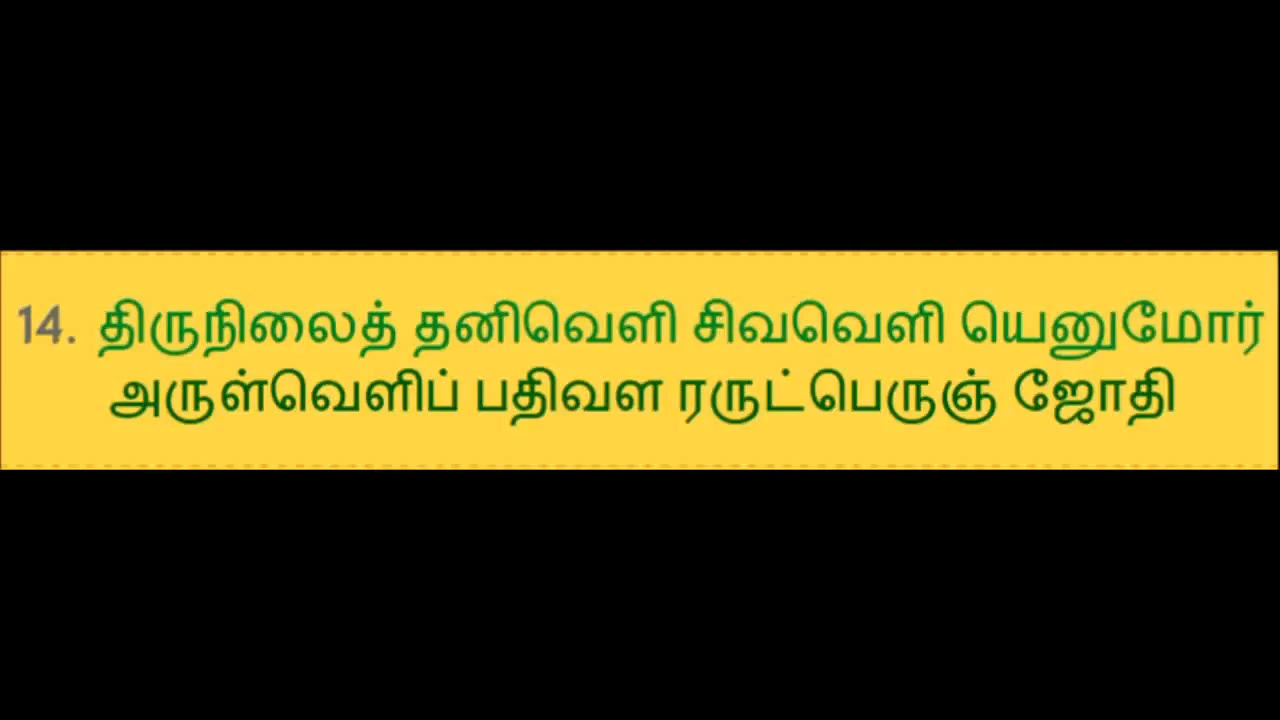 14. திருநிலைத் தனிவெளி சிவவெளி யெனுமோர்
அருள்வெளிப் பதிவள ரருட்பெருஞ் ஜோதி